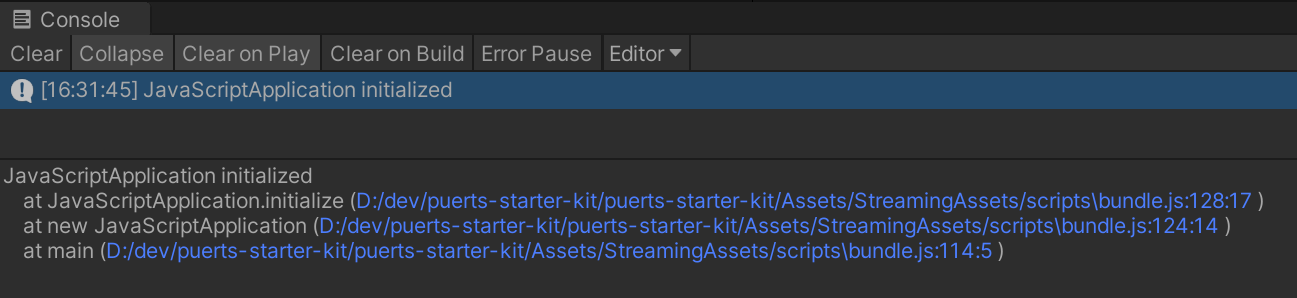 Console
Clear Collapse Clear on Play Clear on Build Error Pause Editor
[16:31:45] JavaScriptApplication initialized
JavaScriptApplication initialized
at JavaScriptApplication.initialize (D:/dev/puerts-starter-kit/puerts-starter-kit/Assets/StreamingAssets/scripts\bundle.js:128:17 )
at new JavaScriptApplication (D:/dev/puerts-starter-kit/puerts-starter-kit/Assets/StreamingAssets/scripts\bundle.js:124:14 )
at main (D:/dev/puerts-starter-kit/puerts-starter-kit/Assets/StreamingAssets/scripts\bundle.js:114:5 )